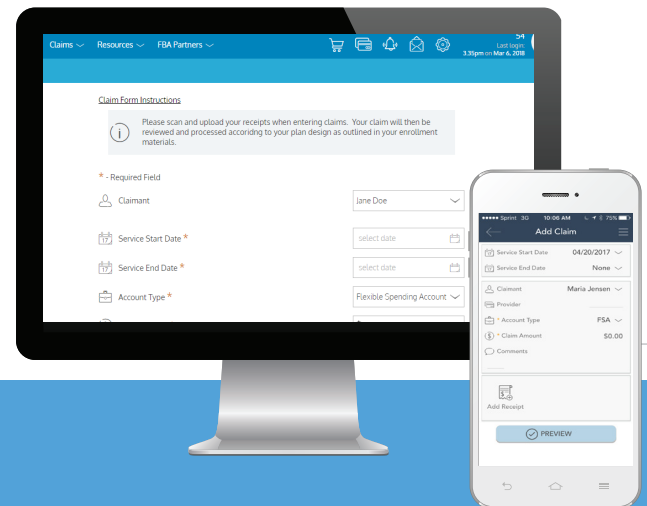 Claims Resources FBA Partners
54
Last login:
3.35pm on Mar 6, 2018
Claim Form Instructions
Please scan and upload your receipts when entering claims. Your claim will then be
reviewed and processed accoridng to your plan design as outlined in your enrollment
materials.
* - Required Field
Claimant
Jane Doe
17 Service Start Date *
select date
17 Service End Date *
select date
Account Type *
Flexible Spending Account
Sprint 3G 10:06 AM 75%
Add Claim
Service Start Date 04/20/2017
Service End Date None
Claimant Maria Jensen
Provider
* Account Type FSA
* Claim Amount $0.00
Comments
Add Receipt
PREVIEW